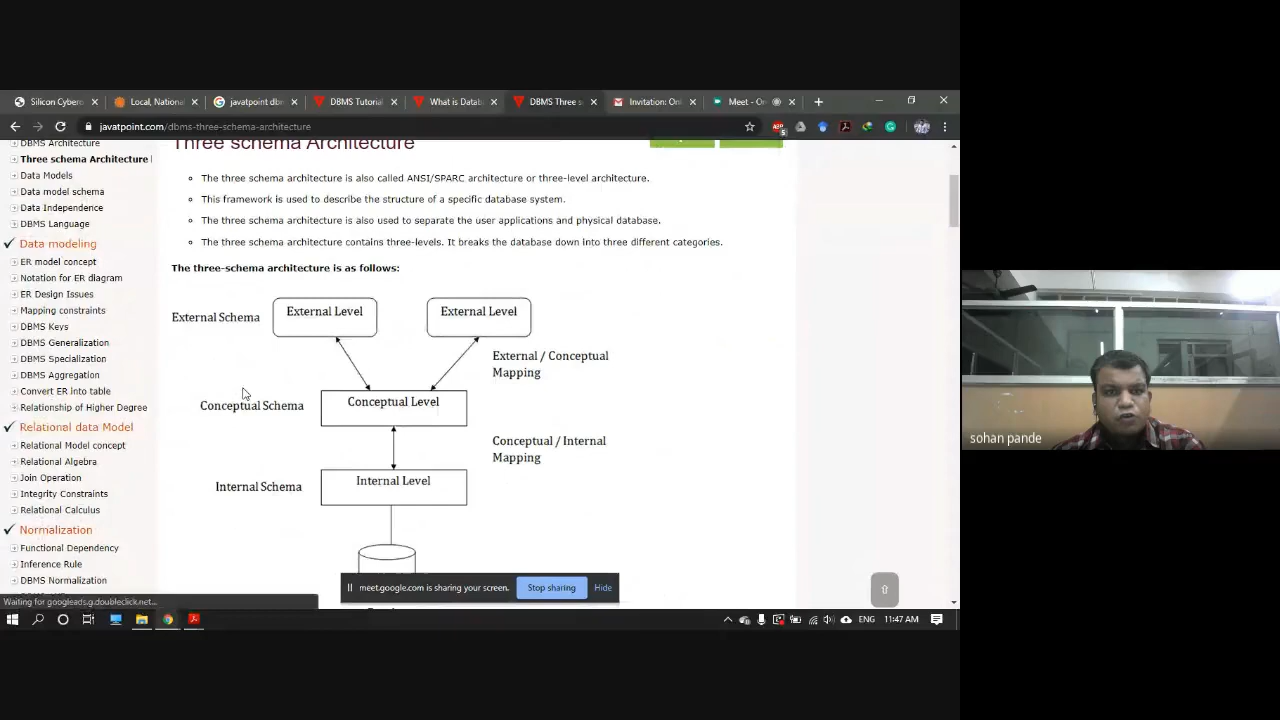 Silicon Cybero
Local, National
javatpoint dbm
DBMS Tutorial
What is Databa
DBMS Three s
Invitation: Onl
Meet - On
javatpoint.com/dbms-three-schema-architecture
DBMS Architecture
Three schema Architecture
Data Models
Data model schema
Data Independence
DBMS Language
Data modeling
ER model concept
Notation for ER diagram
ER Design Issues
Mapping constraints
DBMS Keys
DBMS Generalization
DBMS Specialization
DBMS Aggregation
Convert ER into table
Relationship of Higher Degree
Relational data Model
Relational Model concept
Relational Algebra
Join Operation
Integrity Constraints
Relational Calculus
Normalization
Functional Dependency
Inference Rule
DBMS Normalization
Waiting for googleads.g.doubleclick.net...
Three schema Architecture
The three schema architecture is also called ANSI/SPARC architecture or three-level architecture.
This framework is used to describe the structure of a specific database system.
The three schema architecture is also used to separate the user applications and physical database.
The three schema architecture contains three-levels. It breaks the database down into three different categories.
The three-schema architecture is as follows:
External Schema
External Level
External Level
External / Conceptual
Mapping
Conceptual Schema
Conceptual Level
Conceptual / Internal
Mapping
Internal Schema
Internal Level
meet.google.com is sharing your screen.
Stop sharing
Hide
ENG
11:47 AM
sohan pande